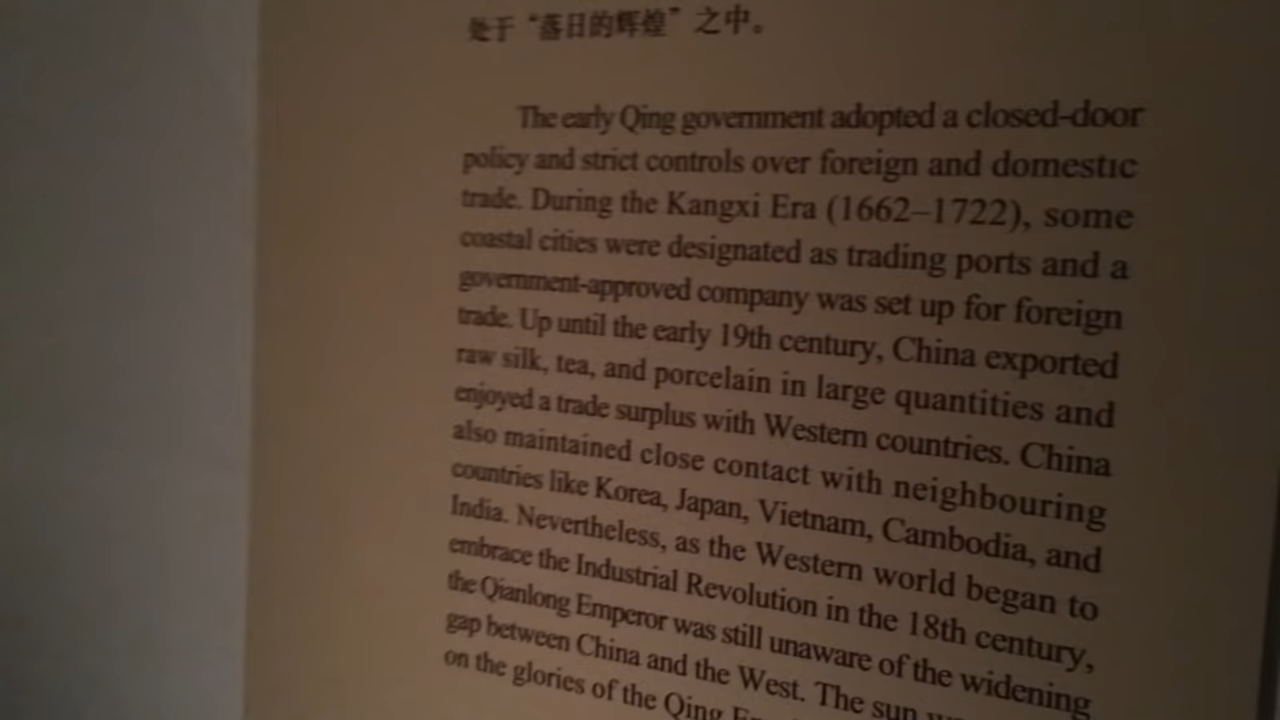 处于“落日的辉煌”之中。
The early Qing government adopted a closed-door
policy and strict controls over foreign and domestic
trade. During the Kangxi Era (1662–1722), some
coastal cities were designated as trading ports and a
government-approved company was set up for foreign
trade. Up until the early 19th century, China exported
raw silk, tea, and porcelain in large quantities and
enjoyed a trade surplus with Western countries. China
also maintained close contact with neighbouring
countries like Korea, Japan, Vietnam, Cambodia, and
India. Nevertheless, as the Western world began to
embrace the Industrial Revolution in the 18th century,
the Qianlong Emperor was still unaware of the widening
gap between China and the West. The sun
on the glories of the Qing